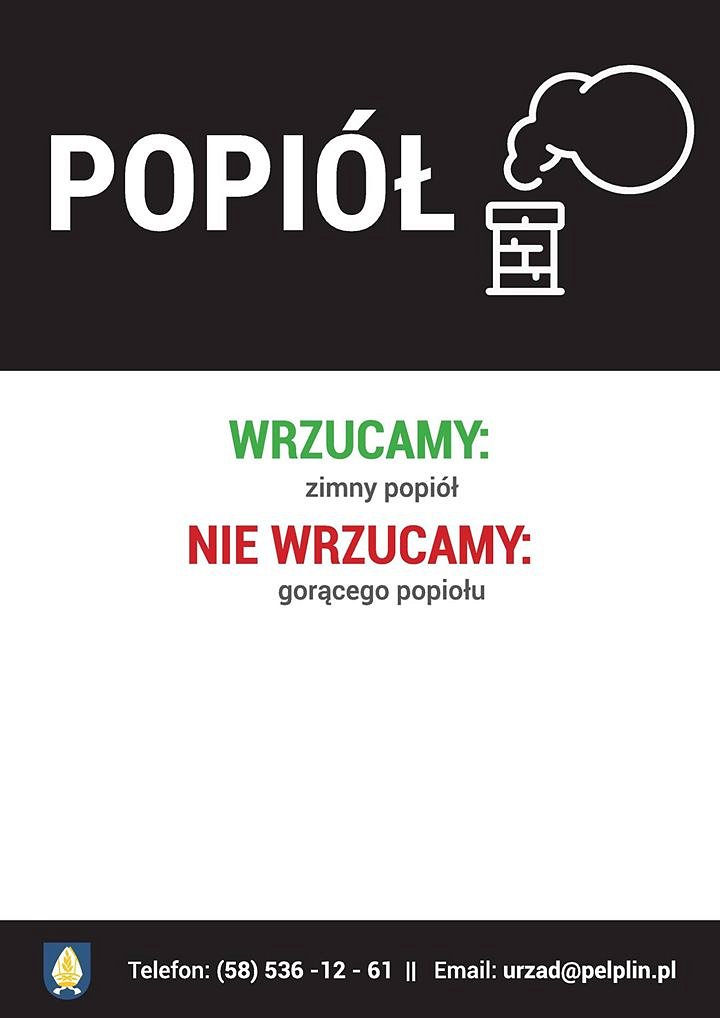 POPIÓŁ
WRZUCAMY:
zimny popiół
NIE WRZUCAMY:
gorącego popiołu
Telefon: (58) 536 -12 - 61 || Email: urzad@pelplin.pl